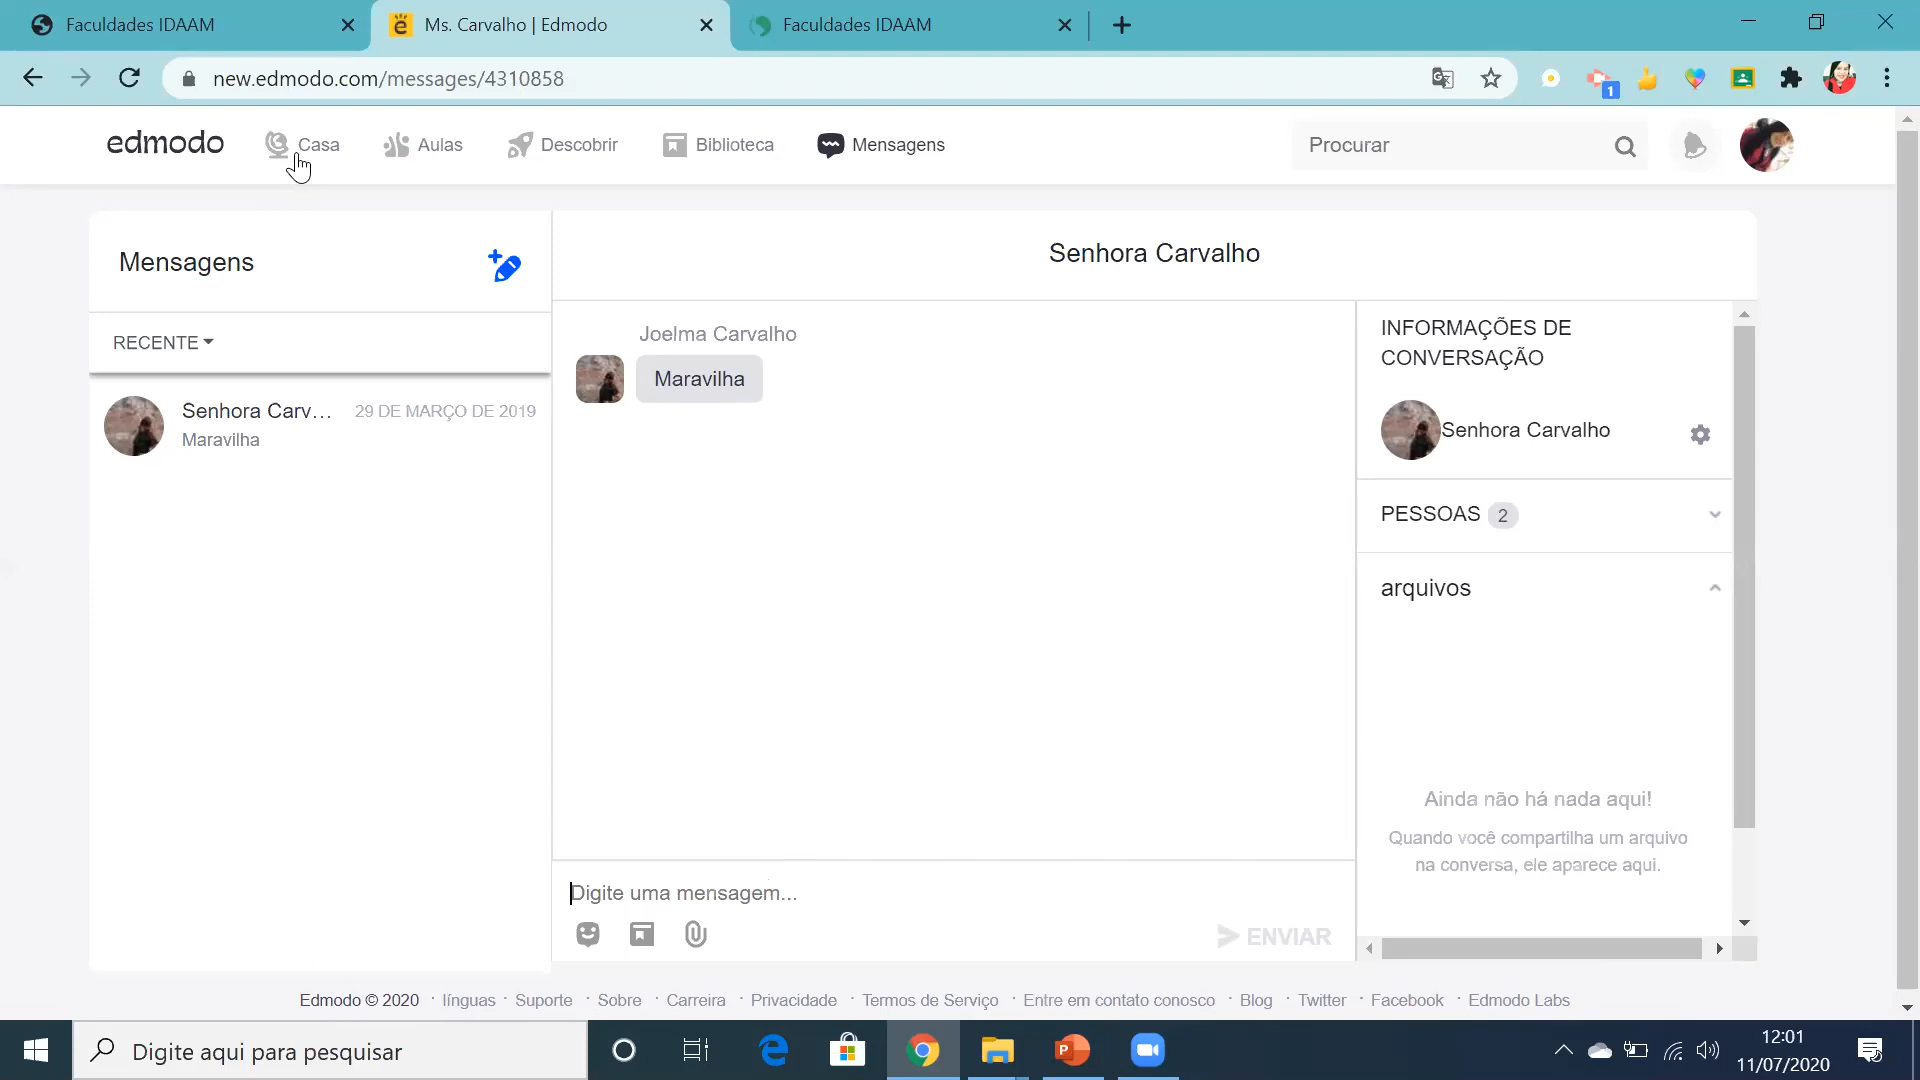 Faculdades IDAAM
Ms. Carvalho | Edmodo
Faculdades IDAAM
new.edmodo.com/messages/4310858
1
edmodo
Casa
Aulas
Descobrir
Biblioteca
Mensagens
Procurar
Mensagens
Senhora Carvalho
RECENTE
Senhora Carv...
29 DE MARÇO DE 2019
Maravilha
Joelma Carvalho
Maravilha
INFORMAÇÕES DE
CONVERSAÇÃO
Senhora Carvalho
PESSOAS 2
arquivos
Ainda não há nada aqui!
Quando você compartilha um arquivo
na conversa, ele aparece aqui.
Digite uma mensagem...
ENVIAR
Edmodo © 2020 · línguas · Suporte · Sobre · Carreira · Privacidade · Termos de Serviço · Entre em contato conosco · Blog · Twitter · Facebook · Edmodo Labs
Digite aqui para pesquisar
12:01
11/07/2020